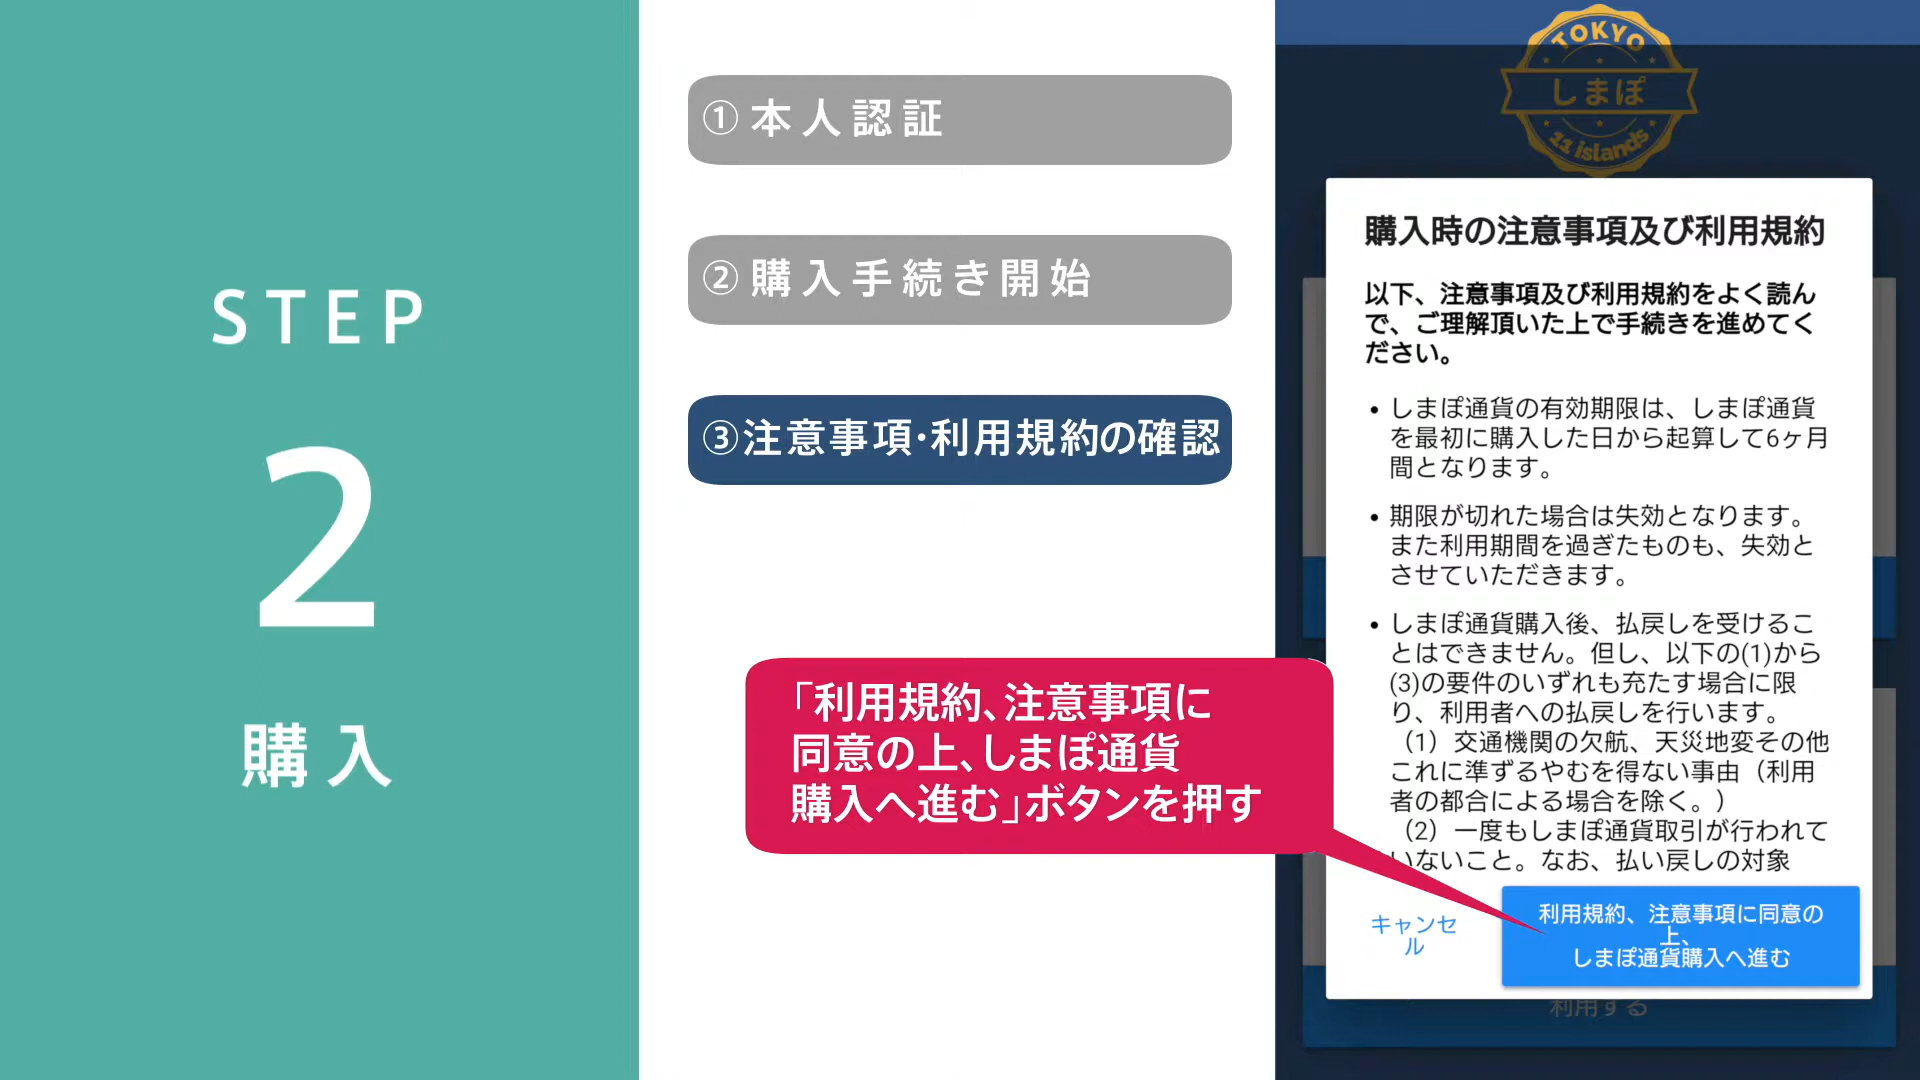 STEP
2
購入
①本人認証
②購入手続き開始
③注意事項・利用規約の確認
「利用規約、注意事項に
同意の上、しまぽ通貨
購入へ進む」ボタンを押す
TOKYO
しまぽ
11 islands
購入時の注意事項及び利用規約
以下、注意事項及び利用規約をよく読ん
で、ご理解頂いた上で手続きを進めてく
ださい。
• しまぽ通貨の有効期限は、しまぽ通貨
を最初に購入した日から起算して6ヶ月
間となります。
• 期限が切れた場合は失効となります。
また利用期間を過ぎたものも、失効と
させていただきます。
• しまぽ通貨購入後、払戻しを受けるこ
とはできません。但し、以下の(1)から
(3)の要件のいずれも充たす場合に限
り、利用者への払戻しを行います。
（1）交通機関の欠航、天災地変その他
これに準ずるやむを得ない事由（利用
者の都合による場合を除く。）
（2）一度もしまぽ通貨取引が行われて
いないこと。なお、払い戻しの対象
キャンセ
ル
利用規約、注意事項に同意の
上、
しまぽ通貨購入へ進む
利用する